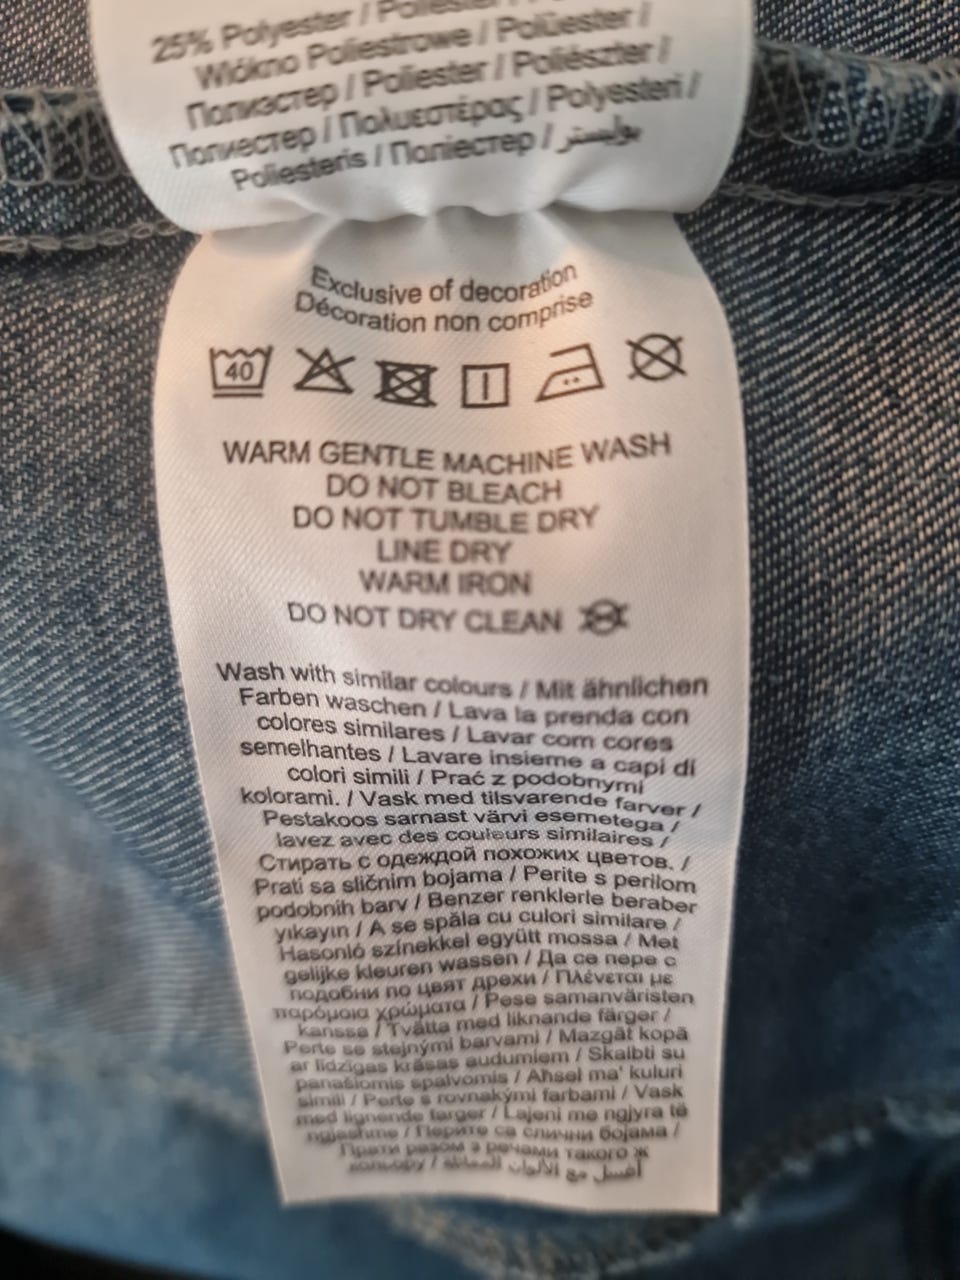 25% Polyester / Poliester /
Włókno Poliestrowe / Poliüester /
Полиэстер / Poliester / Poliészter /
Полиестер / Πολυεστέρας / Polyesteri /
Poliesteris / Поліестер / بوليستر
Exclusive of decoration
Décoration non comprise
40
WARM GENTLE MACHINE WASH
DO NOT BLEACH
DO NOT TUMBLE DRY
LINE DRY
WARM IRON
DO NOT DRY CLEAN
Wash with similar colours / Mit ähnlichen
Farben waschen / Lava la prenda con
colores similares / Lavar com cores
semelhantes / Lavare insieme a capi di
colori simili / Prać z podobnymi
kolorami. / Vask med tilsvarende farver /
Pestakoos sarnast värvi esemetega /
lavez avec des couleurs similaires /
Стирать с одеждой похожих цветов. /
Prati sa sličnim bojama / Perite s perilom
podobnih barv / Benzer renklerle beraber
yıkayın / A se spăla cu culori similare /
Hasonló színekkel együtt mossa / Met
gelijke kleuren wassen / Да се пере с
подобни по цвят дрехи / Πλένεται με
παρόμοια χρώματα / Pese samanväristen
kanssa / Tvätta med liknande färger /
Perte se stejnými barvami / Mazgāt kopā
ar līdzīgas krāsas audumiem / Skalbti su
panašiomis spalvomis / Aħsel ma' kuluri
simili / Perte s rovnakými farbami / Vask
med lignende farger / Lajeni me ngjyra të
ngjashme / Перите са слични бојама /
Прати разом з речами такого ж
кольору / اغسل مع الألوان المماثلة